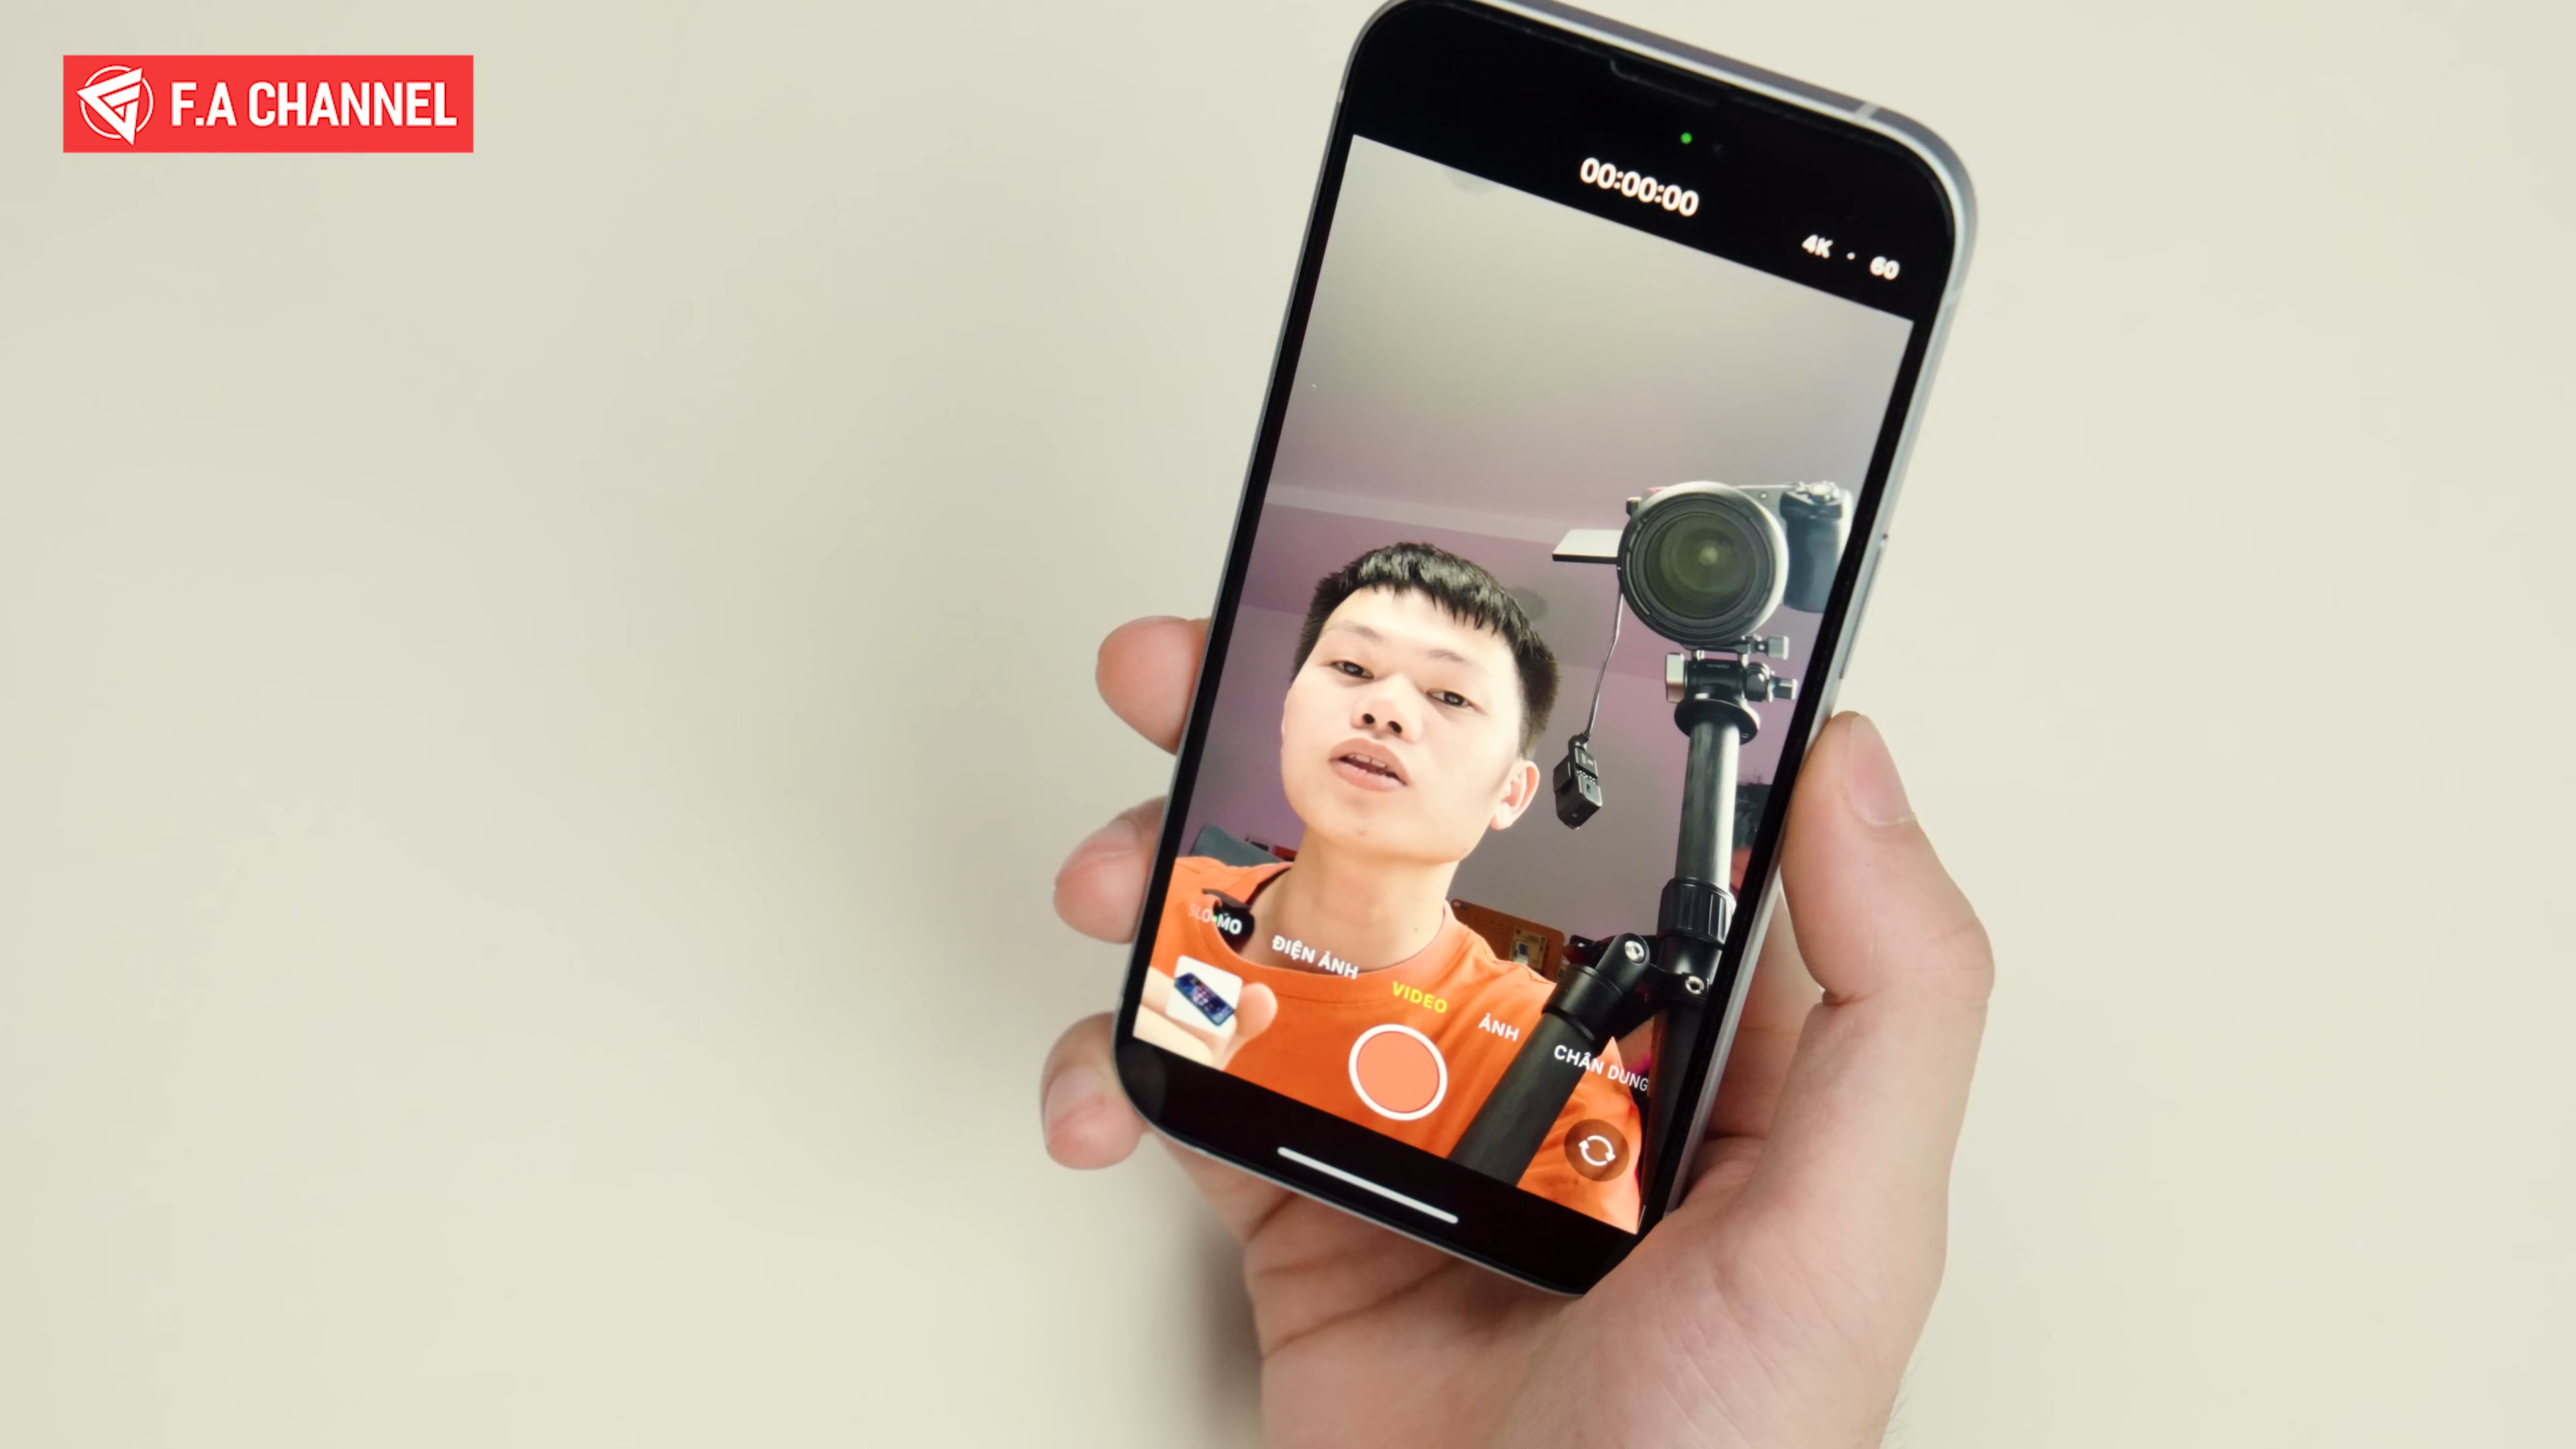 F.A CHANNEL
00:00:00
4K · 60
SLO-MO
ĐIỆN ẢNH
VIDEO
ẢNH
CHÂN DUNG